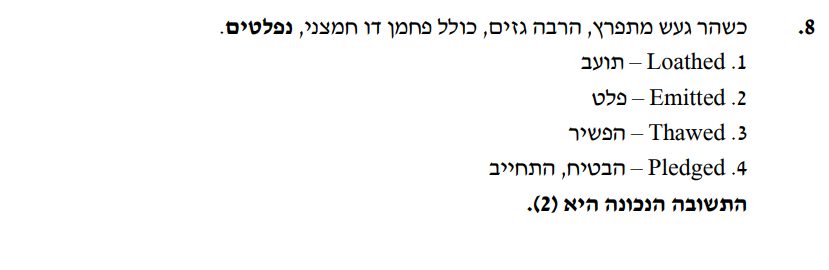 8. כשהר געש מתפרץ, הרבה גזים, כולל פחמן דו חמצני, נפלטים.
1. Loathed – תועב
2. Emitted – פלט
3. Thawed – הפשיר
4. Pledged – הבטיח, התחייב
התשובה הנכונה היא (2).